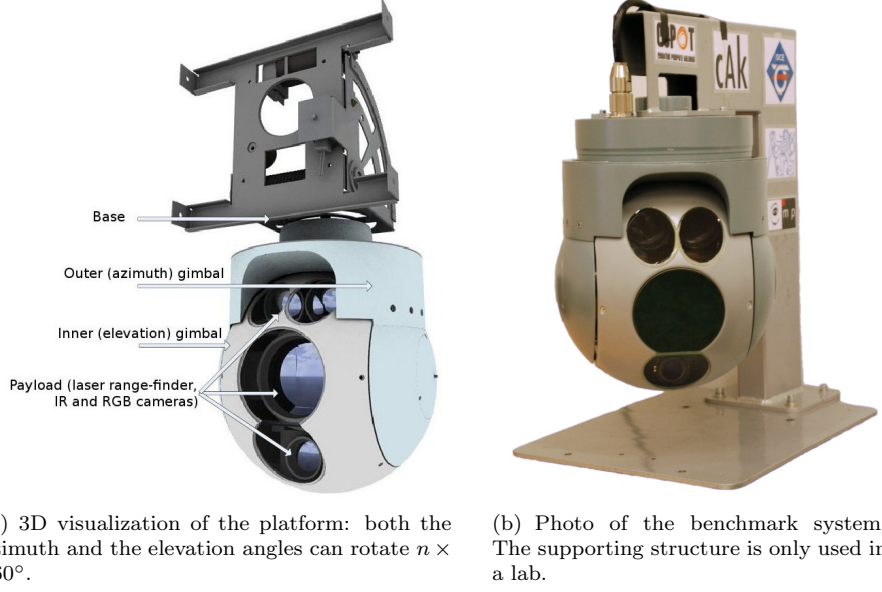 Base
Outer (azimuth) gimbal
Inner (elevation) gimbal
Payload (laser range-finder,
IR and RGB cameras)
cAk
) 3D visualization of the platform: both the
imuth and the elevation angles can rotate n ×
60°.
(b) Photo of the benchmark system
The supporting structure is only used in
a lab.